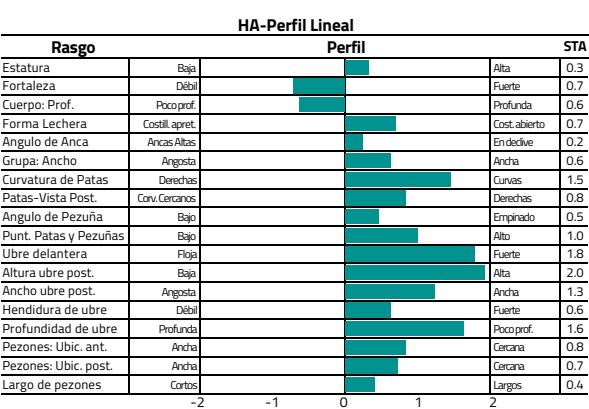 HA-Perfil Lineal
Rasgo Perfil STA
Estatura Baja Alta 0.3
Fortaleza Débil Fuerte 0.7
Cuerpo: Prof. Poco prof. Profunda 0.6
Forma Lechera Costill. apret. Cost. abierto 0.7
Angulo de Anca Ancas Altas En declive 0.2
Grupa: Ancho Angosta Ancha 0.6
Curvatura de Patas Derechas Curvas 1.5
Patas-Vista Post. Corv. Cercanos Derechas 0.8
Angulo de Pezuña Bajo Empinado 0.5
Punt. Patas y Pezuñas Bajo Alto 1.0
Ubre delantera Floja Fuerte 1.8
Altura ubre post. Baja Alta 2.0
Ancho ubre post. Angosta Ancha 1.3
Hendidura de ubre Débil Fuerte 0.6
Profundidad de ubre Profunda Poco prof. 1.6
Pezones: Ubic. ant. Ancha Cercana 0.8
Pezones: Ubic. post. Ancha Cercana 0.7
Largo de pezones Cortos Largos 0.4
-2 -1 0 1 2